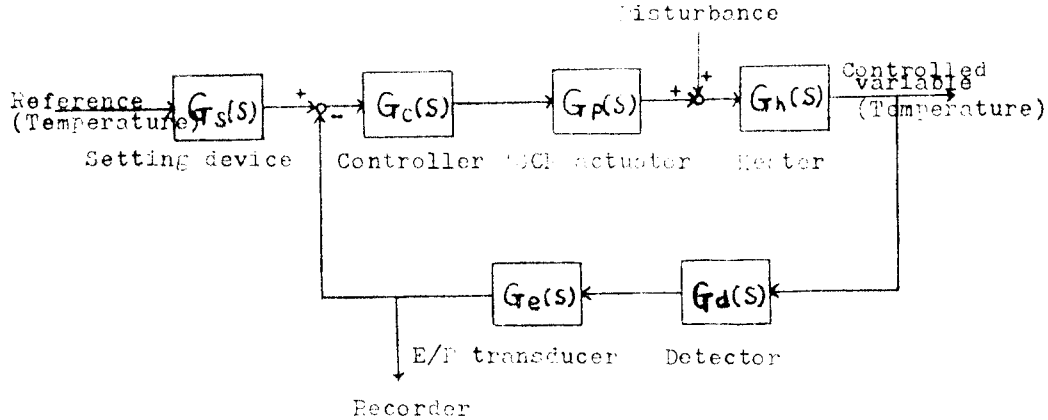 Disturbance
Reference
(Temperature)
Gs(S)
+
−
Gc(S)
Gp(S)
+
+
Gh(S)
Controlled
variable
(Temperature)
Setting device
Controller
actuator
Heater
Ge(S)
Gd(S)
transducer
Detector
Recorder